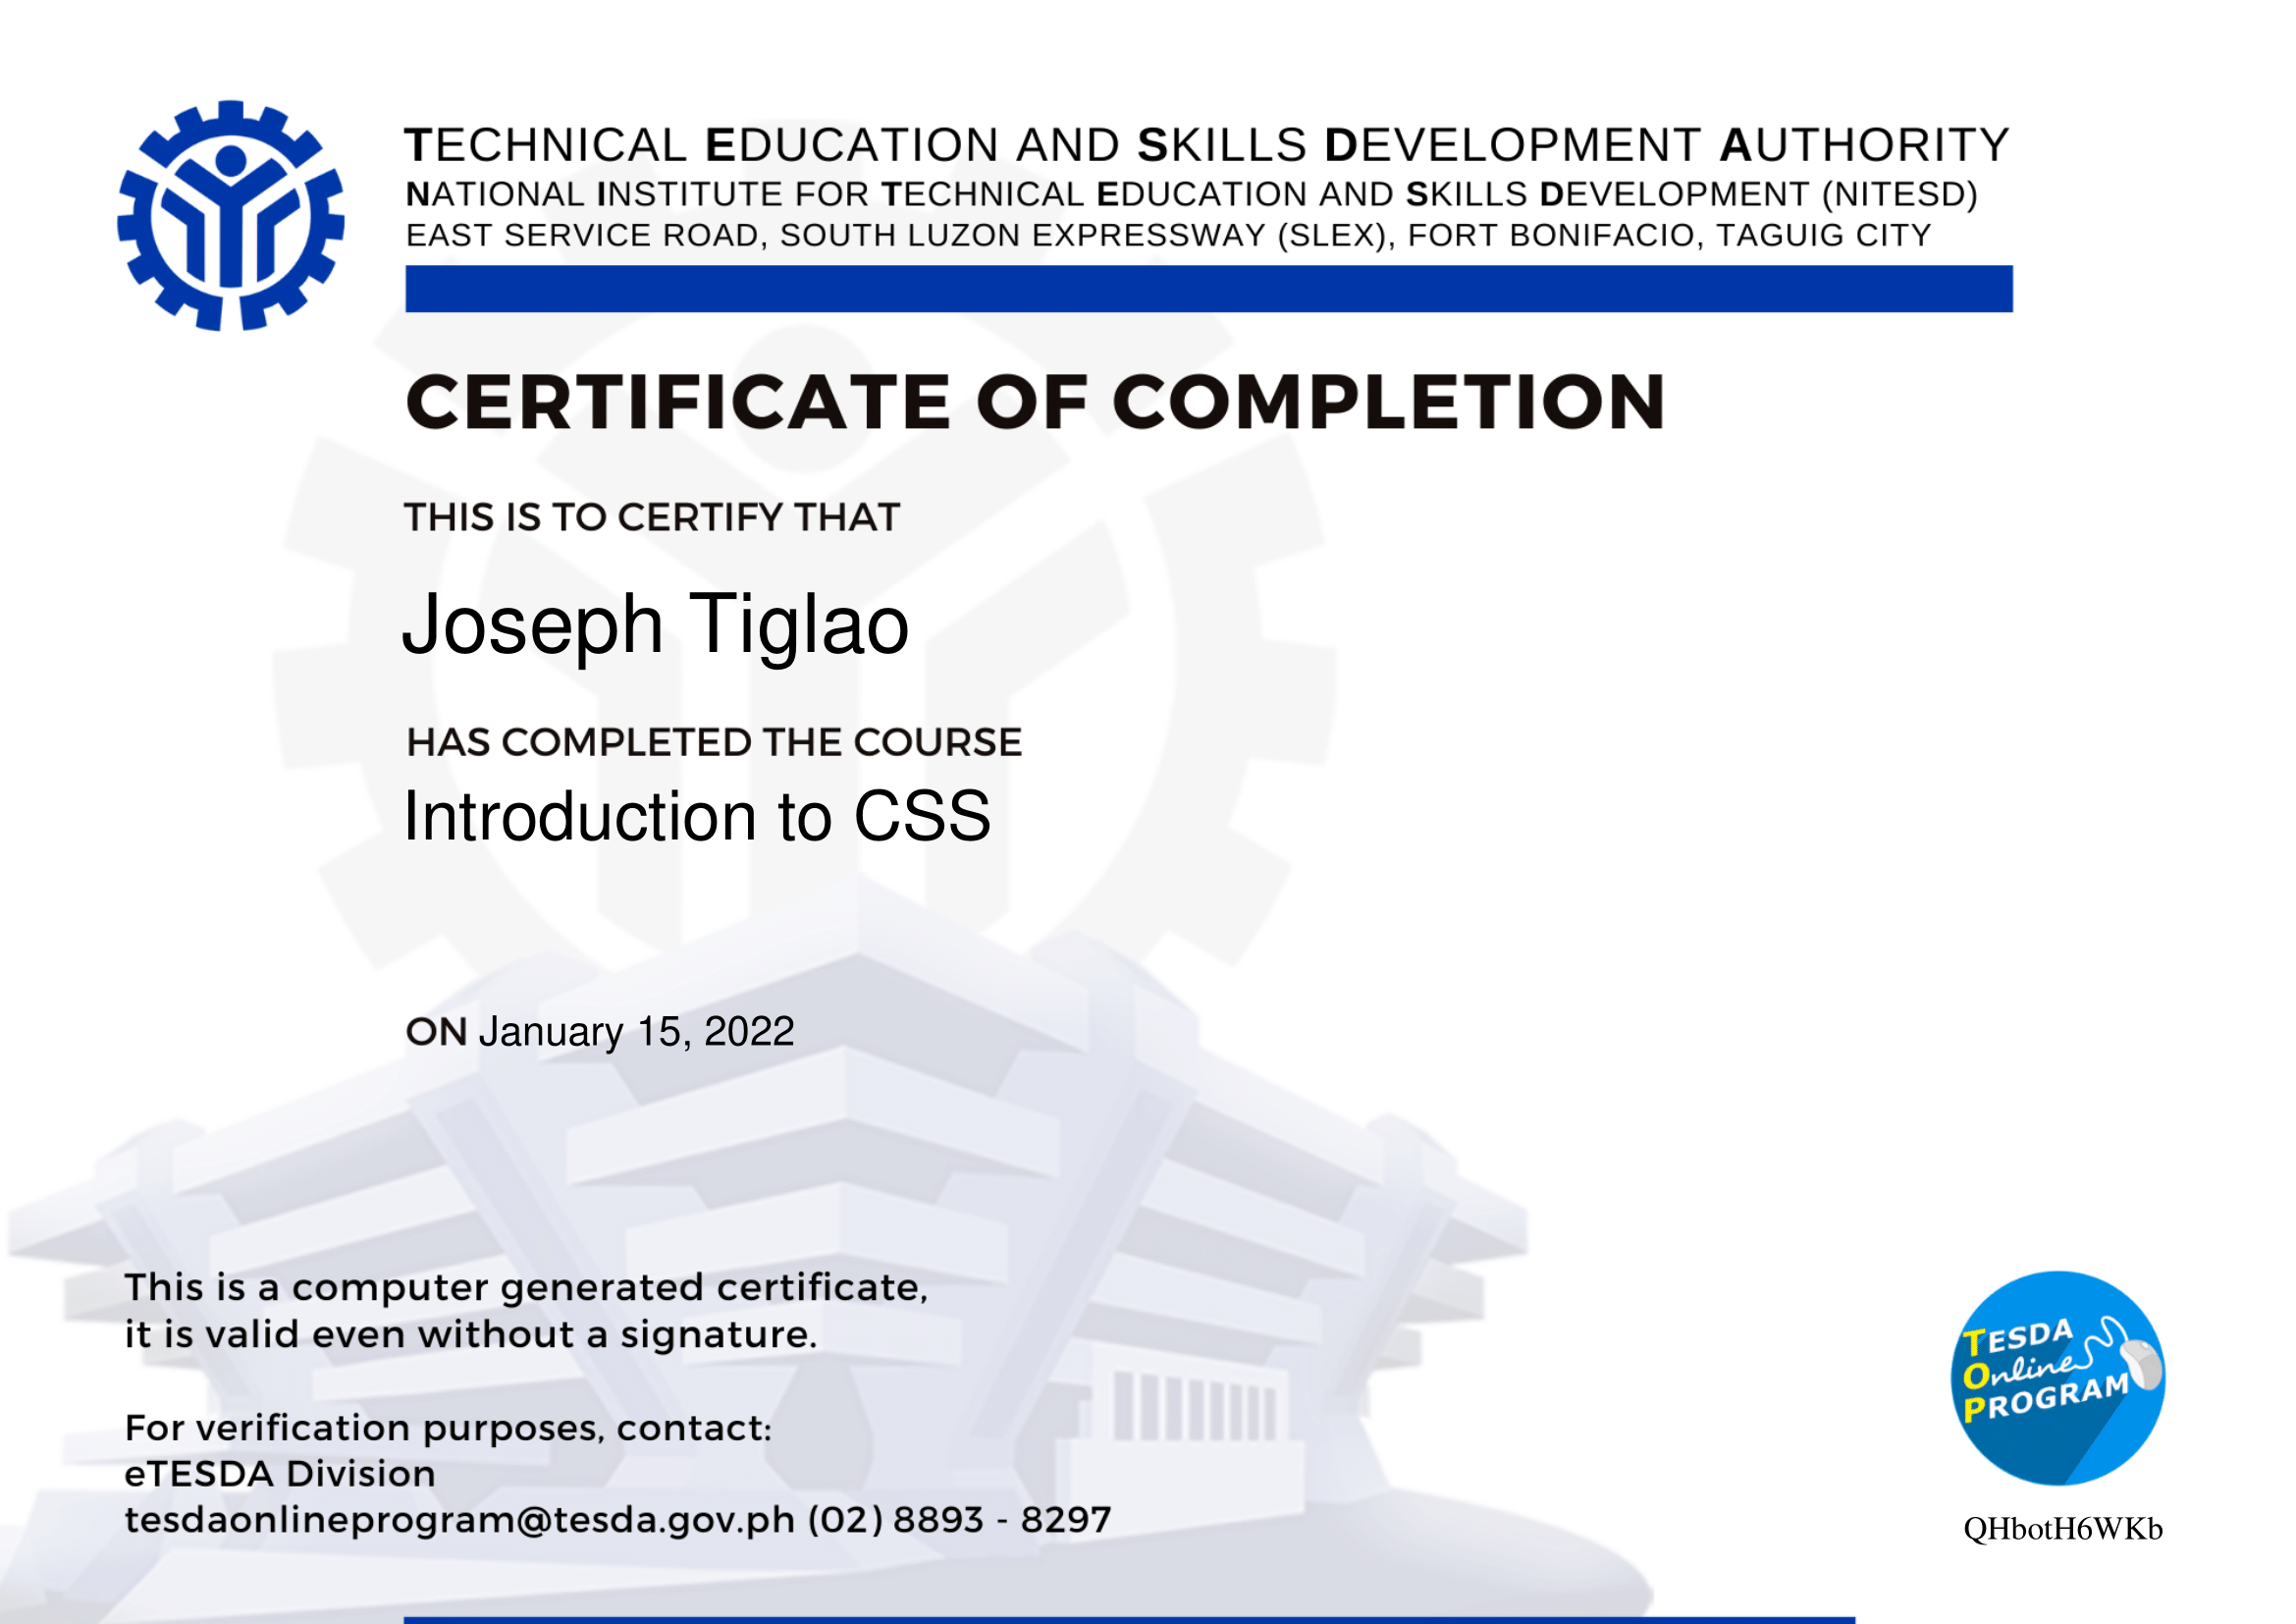 TECHNICAL EDUCATION AND SKILLS DEVELOPMENT AUTHORITY
NATIONAL INSTITUTE FOR TECHNICAL EDUCATION AND SKILLS DEVELOPMENT (NITESD)
EAST SERVICE ROAD, SOUTH LUZON EXPRESSWAY (SLEX), FORT BONIFACIO, TAGUIG CITY
CERTIFICATE OF COMPLETION
THIS IS TO CERTIFY THAT
Joseph Tiglao
HAS COMPLETED THE COURSE
Introduction to CSS
ON January 15, 2022
This is a computer generated certificate,
it is valid even without a signature.
For verification purposes, contact:
eTESDA Division
tesdaonlineprogram@tesda.gov.ph (02) 8893 - 8297
TESDA
Online
PROGRAM
QHbotH6WKb